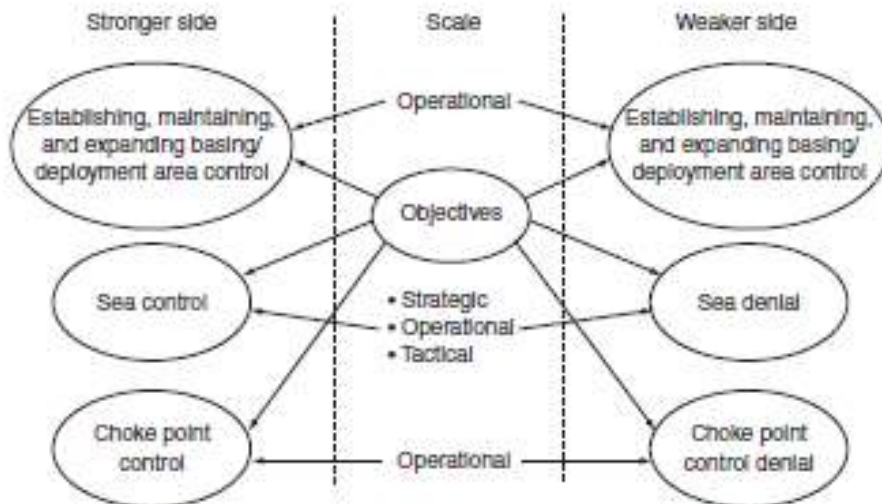 Stronger side
Scale
Weaker side
Operational
Establishing, maintaining,
and expanding basing/
deployment area control
Establishing, maintaining,
and expanding basing/
deployment area control
Objectives
Sea control
• Strategic
• Operational
• Tactical
Sea denial
Choke point
control
Operational
Choke point
control denial